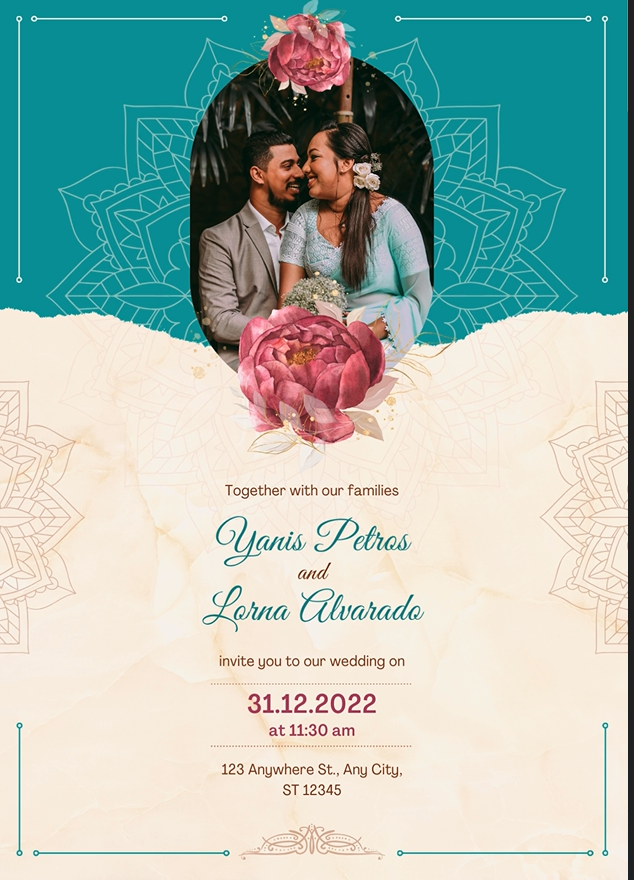 Together with our families
Yanis Petros
and
Lorna Alvarado
invite you to our wedding on
31.12.2022
at 11:30 am
123 Anywhere St., Any City,
ST 12345